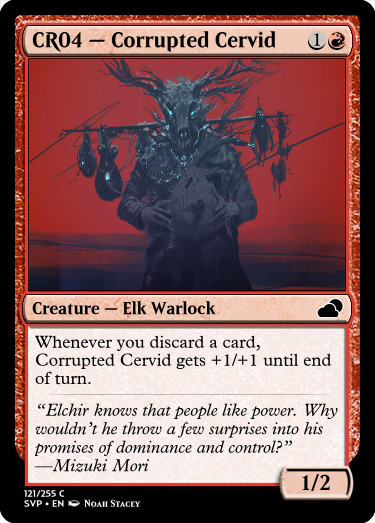 CR04 — Corrupted Cervid 1
Creature — Elk Warlock
Whenever you discard a card,
Corrupted Cervid gets +1/+1 until end
of turn.
“Elchir knows that people like power. Why
wouldn’t he throw a few surprises into his
promises of dominance and control?”
—Mizuki Mori
1/2
121/255 C
SVP • EN Noah Stacey